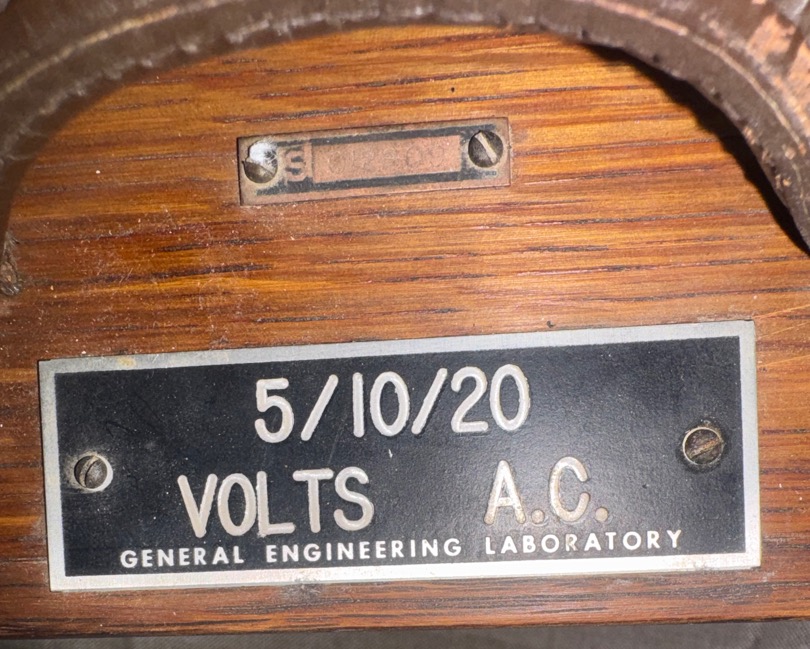 5/10/20
VOLTS A.C.
GENERAL ENGINEERING LABORATORY